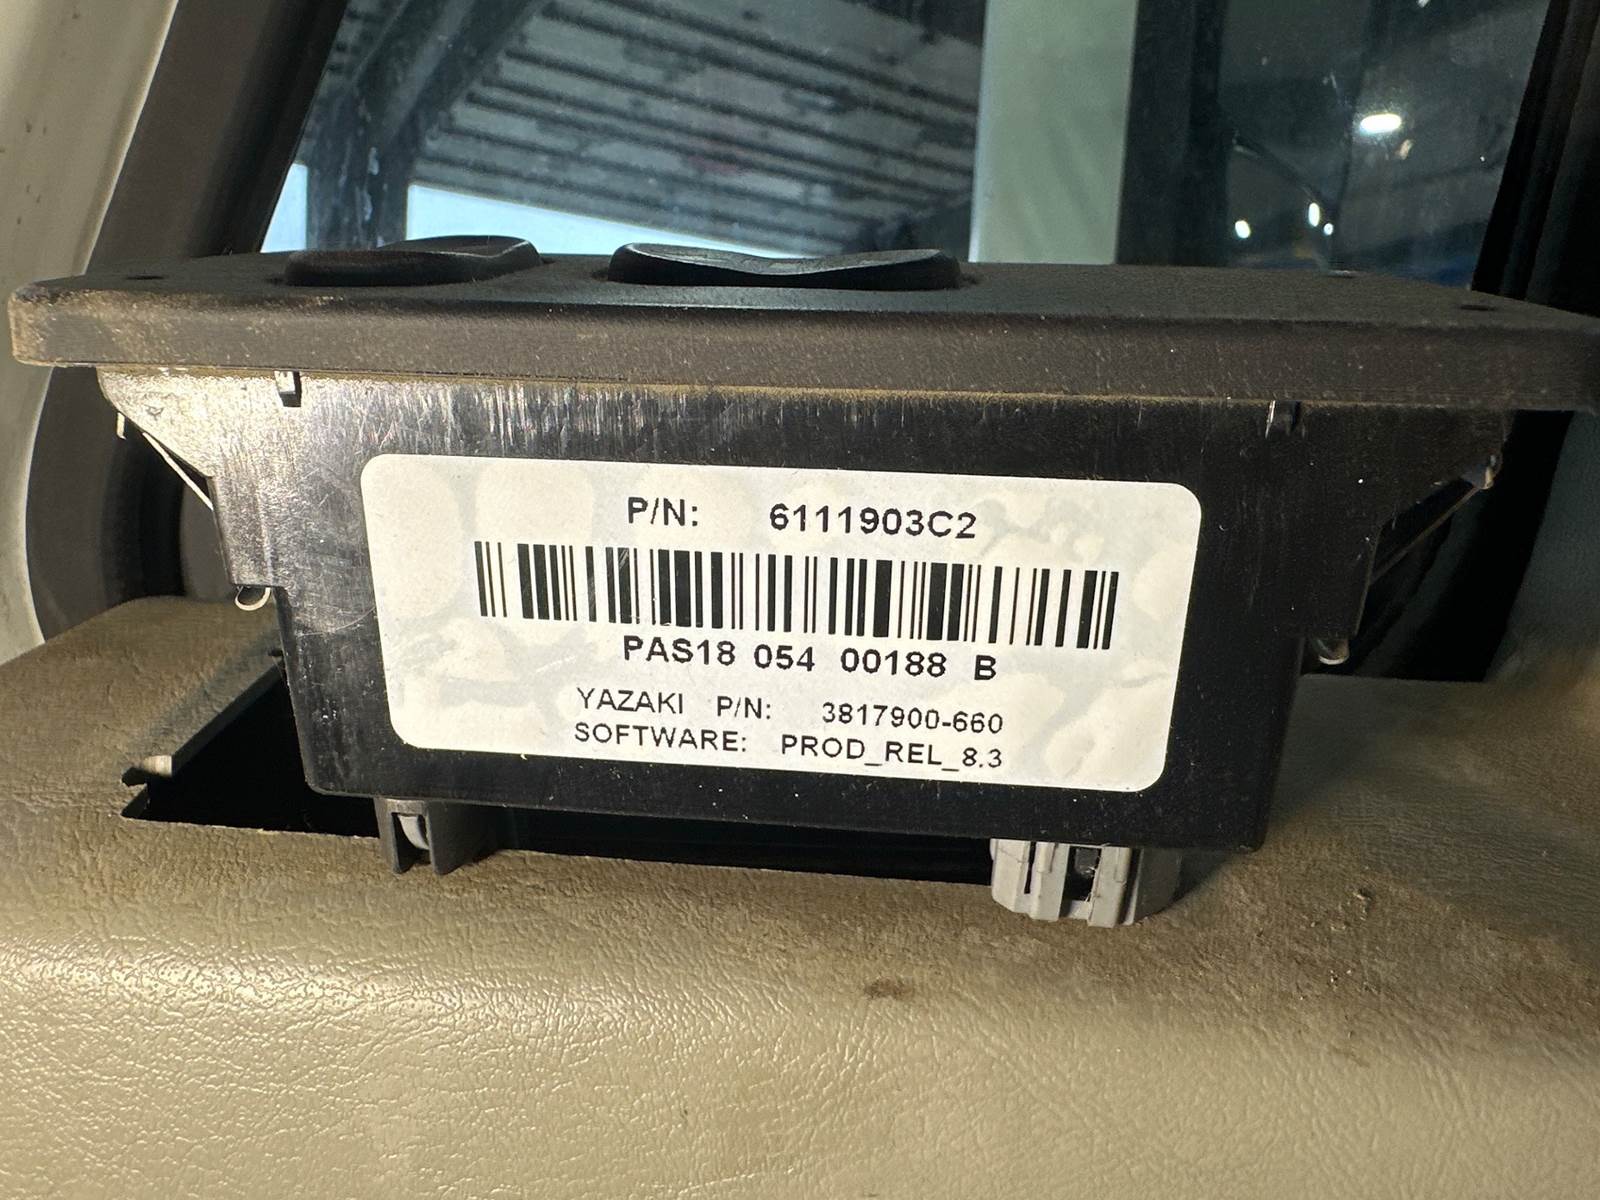 P/N: 6111903C2
PAS18 054 00188 B
YAZAKI P/N: 3817900-660
SOFTWARE: PROD_REL_8.3